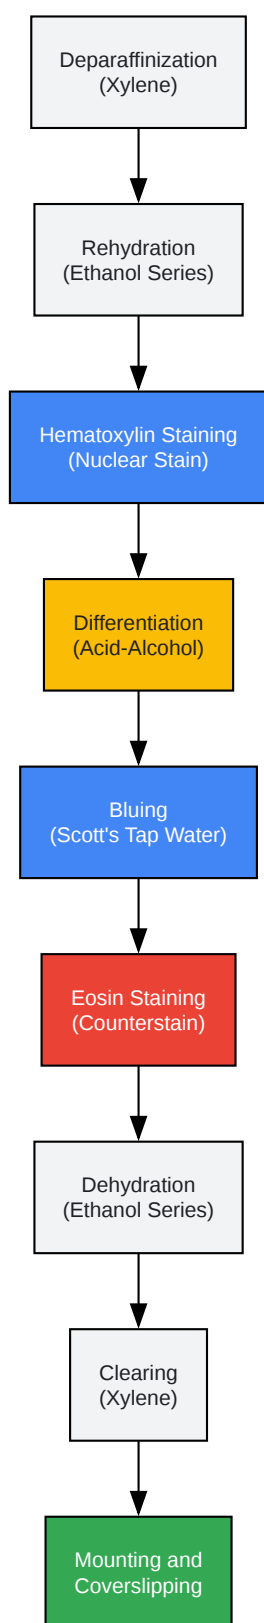 Deparaffinization
(Xylene)
Rehydration
(Ethanol Series)
Hematoxylin Staining
(Nuclear Stain)
Differentiation
(Acid-Alcohol)
Bluing
(Scott's Tap Water)
Eosin Staining
(Counterstain)
Dehydration
(Ethanol Series)
Clearing
(Xylene)
Mounting and
Coverslipping